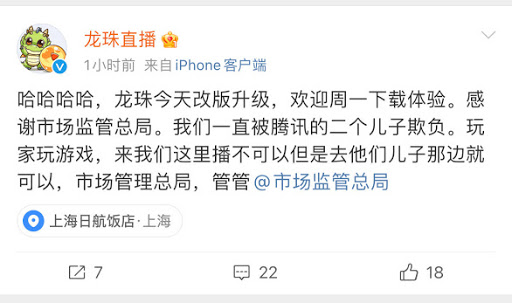 龙珠直播
1小时前 来自 iPhone客户端
哈哈哈哈，龙珠今天改版升级，欢迎周一下载体验。感
谢市场监管总局。我们一直被腾讯的二个儿子欺负。玩
家玩游戏，来我们这里播不可以但是去他们儿子那边就
可以，市场管理总局，管管@市场监管总局
上海日航饭店·上海
7 22 18